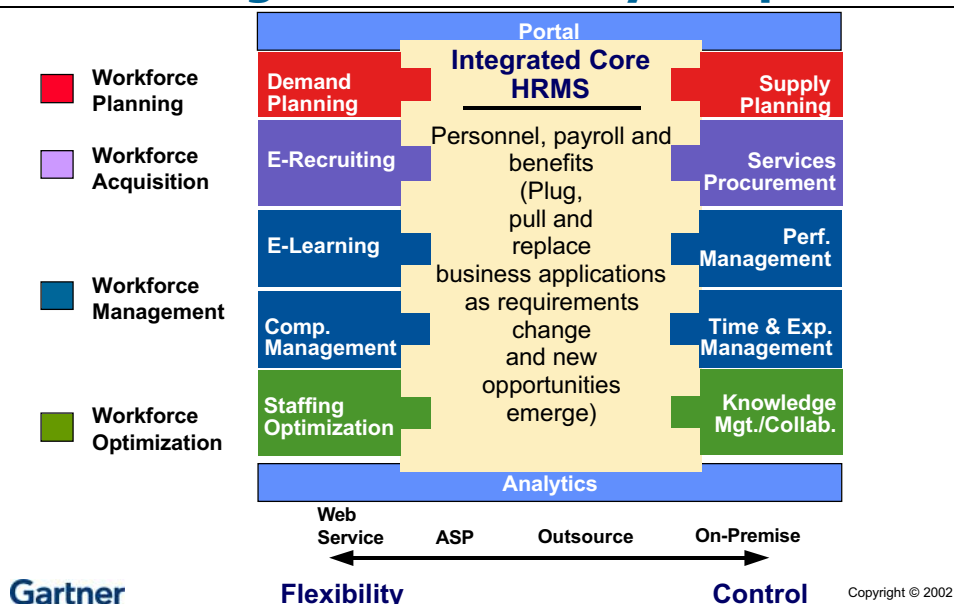 Portal
Integrated Core
HRMS
Workforce
Planning
Workforce
Acquisition
Workforce
Management
Workforce
Optimization
Demand
Planning
E-Recruiting
E-Learning
Comp.
Management
Staffing
Optimization
Personnel, payroll and
benefits
(Plug,
pull and
replace
business applications
as requirements
change
and new
opportunities
emerge)
Supply
Planning
Services
Procurement
Perf.
Management
Time & Exp.
Management
Knowledge
Mgt./Collab.
Analytics
Web
Service
ASP
Outsource
On-Premise
Flexibility
Control
Gartner
Copyright © 2002